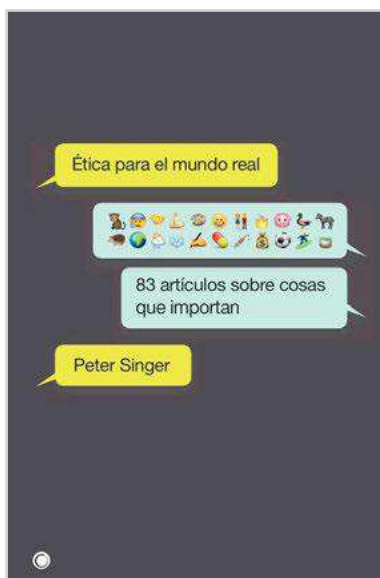 Ética para el mundo real
83 artículos sobre cosas
que importan
Peter Singer